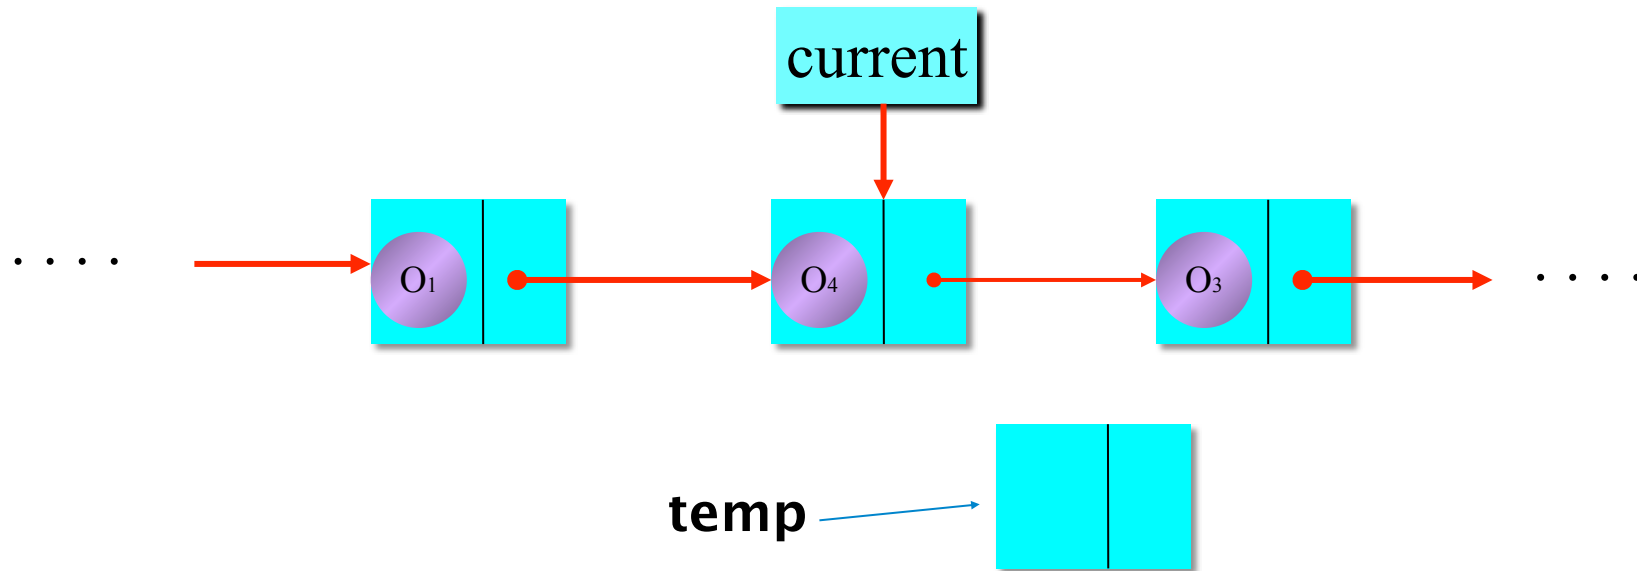 current
. . . .
O1
O4
O3
. . . .
temp